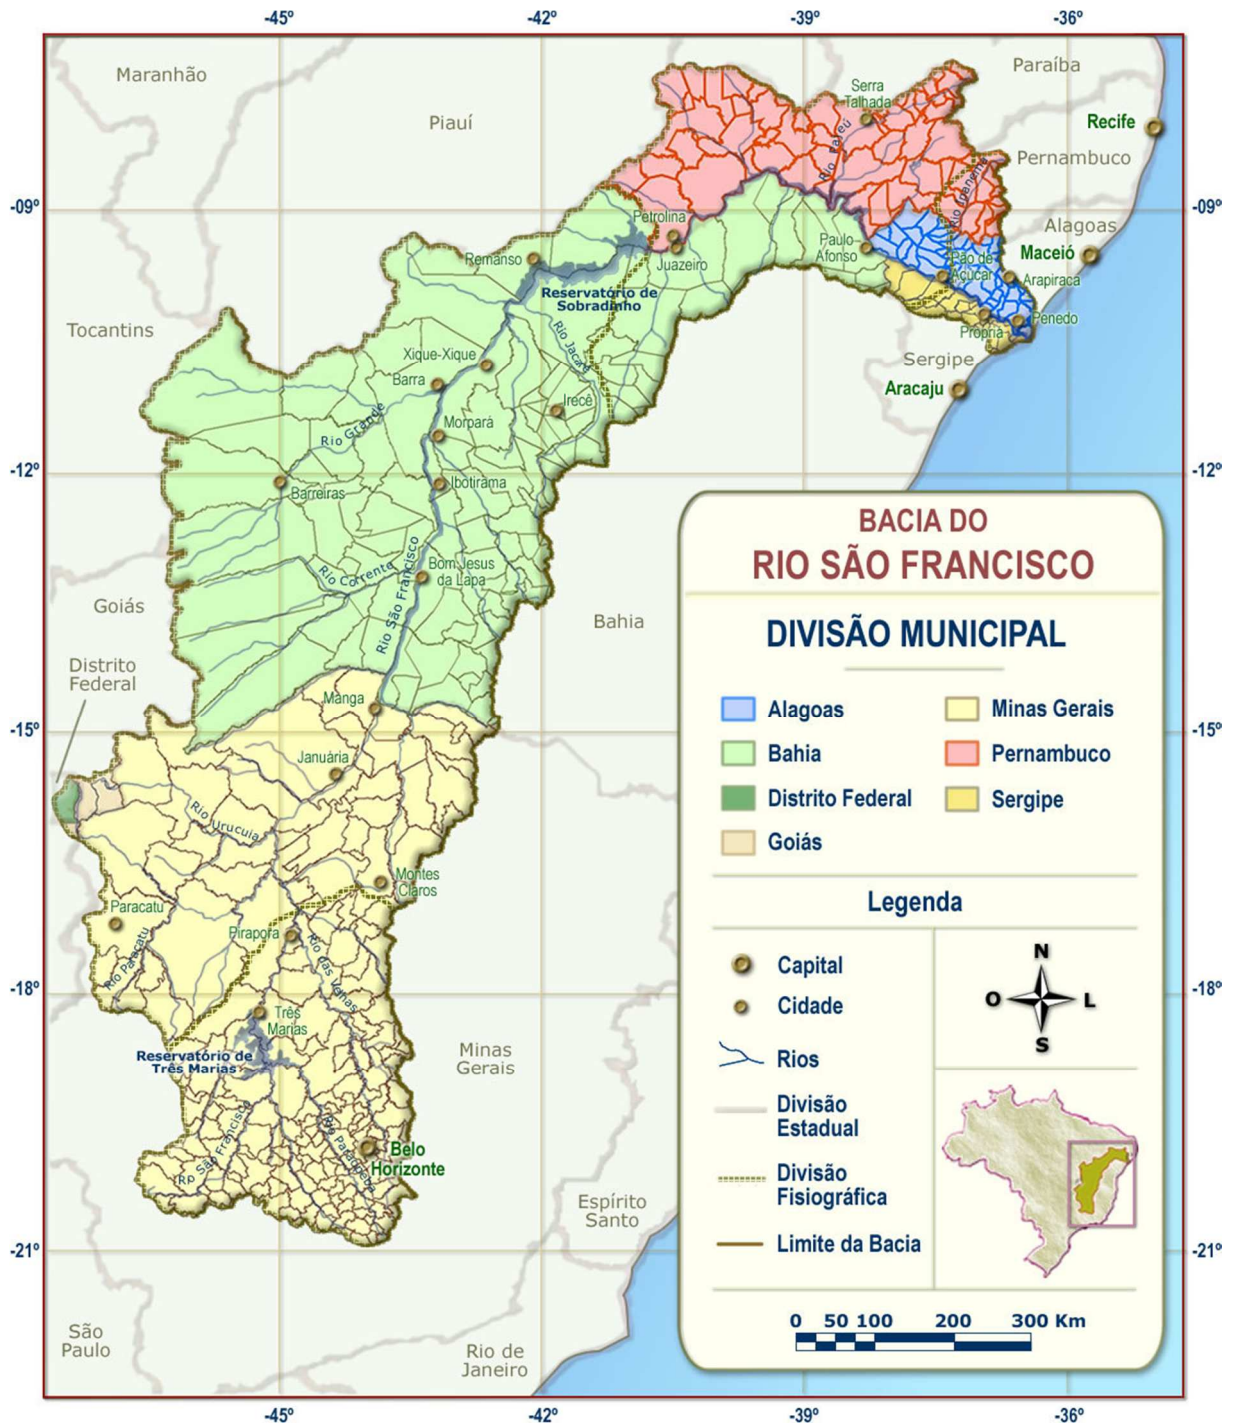 -45º
-42º
-39º
-36º
Maranhão
Piauí
Paraíba
Serra
Talhada
Recife
Rio Pajeú
Pernambuco
Rio Ipanema
-09º
-09º
Petrolina
Alagoas
Paulo
Afonso
Maceió
Remanso
Juazeiro
Pão de
Açucar
Arapiraca
Reservatório de
Sobradinho
Penedo
Própria
Tocantins
Rio Jacaré
Xique-Xique
Sergipe
Barra
Aracaju
Irecê
Rio Grande
Morpará
-12º
-12º
Barreiras
Ibotirama
Rio Corrente
Bom Jesus
da Lapa
Rio São Francisco
Goiás
Bahia
Distrito
Federal
Manga
-15º
-15º
Januária
Rio Urucuia
Montes
Claros
Paracatu
Pirapora
Rio Paracatu
Rio das Velhas
-18º
-18º
Três
Marias
Reservatório de
Três Marias
Minas
Gerais
Rp São Francisco
Rio Paraopeba
Belo
Horizonte
Espírito
Santo
-21º
-21º
São
Paulo
Rio de
Janeiro
-45º
-42º
-39º
-36º
BACIA DO
RIO SÃO FRANCISCO
DIVISÃO MUNICIPAL
Alagoas
Minas Gerais
Bahia
Pernambuco
Distrito Federal
Sergipe
Goiás
Legenda
Capital
Cidade
Rios
Divisão
Estadual
Divisão
Fisiográfica
Limite da Bacia
N
O
L
S
0 50 100 200 300 Km